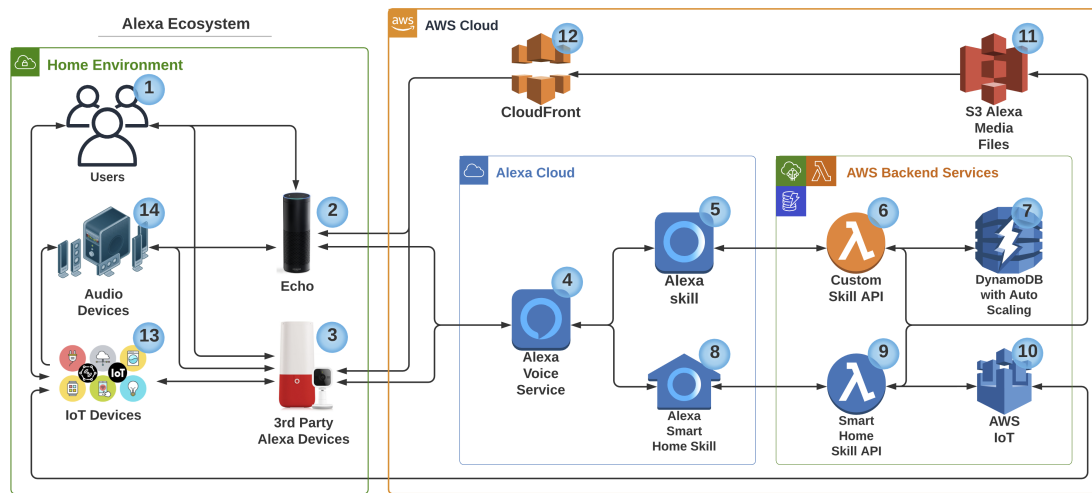 Alexa Ecosystem
Home Environment
1
Users
14
Audio
Devices
13
IoT
IoT Devices
2
Echo
3
3rd Party
Alexa Devices
aws
AWS Cloud
12
CloudFront
11
S3 Alexa
Media
Files
Alexa Cloud
4
Alexa
Voice
Service
5
Alexa
skill
8
Alexa
Smart
Home Skill
AWS Backend Services
6
Custom
Skill API
7
DynamoDB
with Auto
Scaling
9
Smart
Home
Skill API
10
AWS
IoT